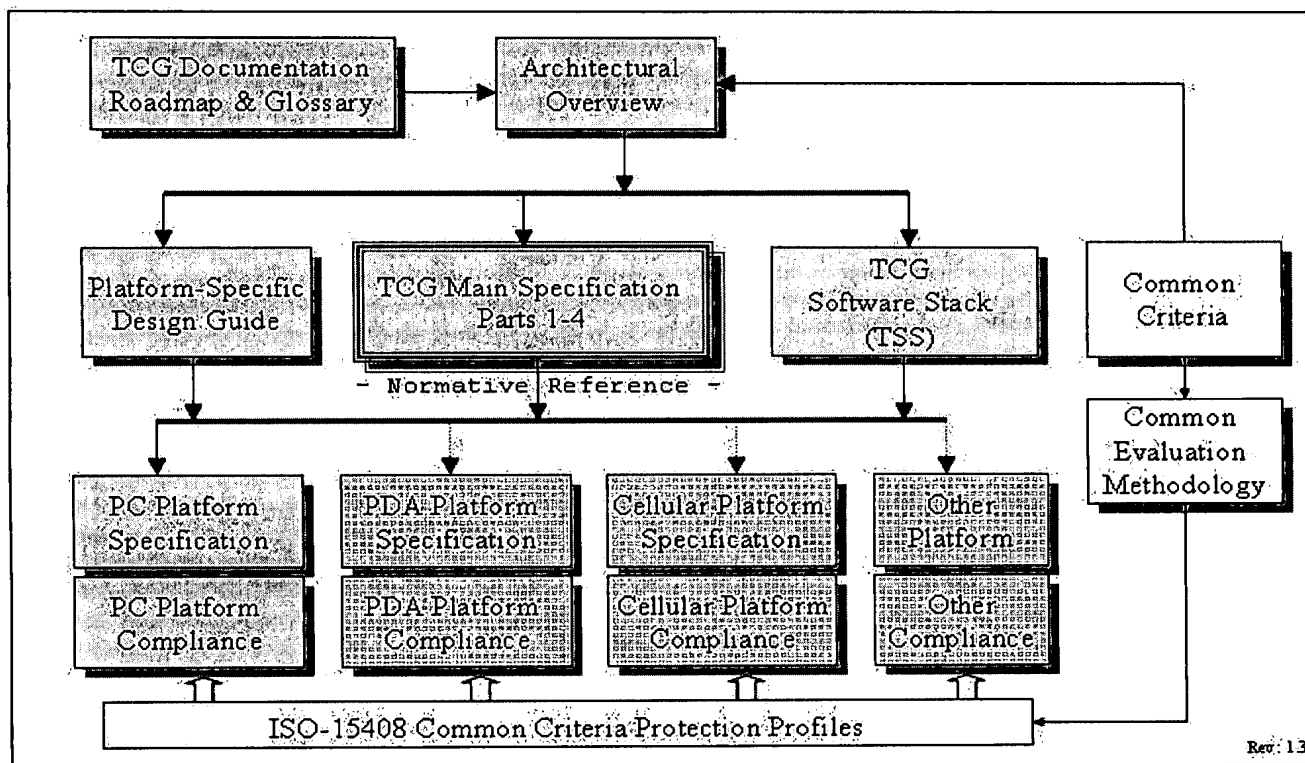 TCG Documentation
Roadmap & Glossary
Architectural
Overview
Platform-Specific
Design Guide
TCG Main Specification
Parts 1-4
TCG
Software Stack
(TSS)
Common
Criteria
- Normative Reference -
Common
Evaluation
Methodology
PC Platform
Specification
PDA Platform
Specification
Cellular Platform
Specification
Other
Platform
PC Platform
Compliance
PDA Platform
Compliance
Cellular Platform
Compliance
Other
Compliance
ISO-15408 Common Criteria Protection Profiles
Rev: 1.3